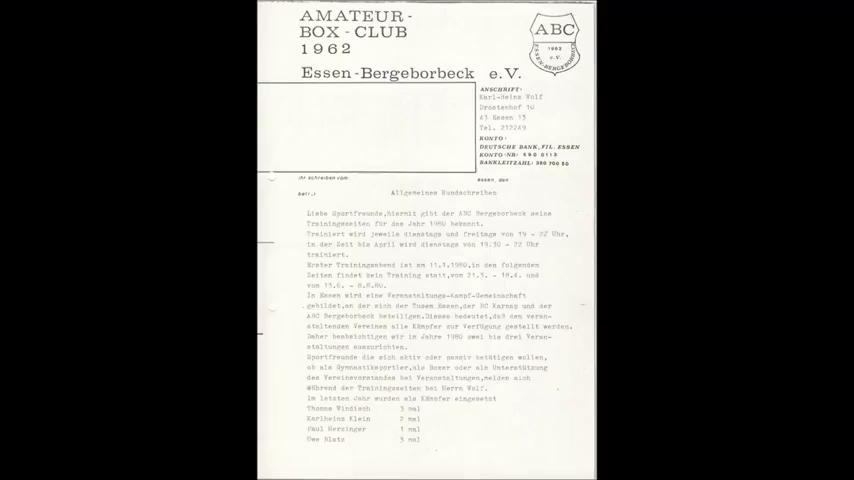 AMATEUR-
BOX-CLUB
1962
Essen-Bergeborbeck e.V.
ABC
1962
e.V.
ESSEN-BERGEBORBECK
ANSCHRIFT:
Karl-Heinz Wolf
Drostenhof 10
43 Essen 13
Tel. 212249
KONTO:
DEUTSCHE BANK, FIL. ESSEN
KONTO-NR: 690 0113
BANKLEITZAHL: 360 700 50
ihr schreiben vom:
essen, den
betr.:
Allgemeines Rundschreiben
Liebe Sportfreunde,hiermit gibt der ABC Bergeborbeck seine
Trainingszeiten für das Jahr 1980 bekannt.
Trainiert wird jeweils dienstags und freitags von 19 - 22 Uhr,
in der Zeit bis April wird dienstags von 19.30 - 22 Uhr
trainiert.
Erster Trainingsabend ist am 11.1.1980,in den folgenden
Zeiten findet kein Training statt,vom 21.3. - 18.4. und
vom 13.6. - 8.8.80.
In Essen wird eine Veranstaltungs-Kampf-Gemeinschaft
gebildet,an der sich der Tusem Essen,der BC Karnap und der
ABC Bergeborbeck beteiligen.Dieses bedeutet,daß den veran-
staltenden Vereinen alle Kämpfer zur Verfügung gestellt werden.
Daher beabsichtigen wir im Jahre 1980 zwei bis drei Veran-
staltungen auszurichten.
Sportfreunde die sich aktiv oder passiv betätigen wollen,
ob als Gymnastiksportler,als Boxer oder als Unterstützung
des Vereinsvorstandes bei Veranstaltungen,melden sich
während der Trainingszeiten bei Herrn Wolf.
Im letzten Jahr wurden als Kämpfer eingesetzt
Thomas Windisch 3 mal
Karlheinz Klein 2 mal
Paul Herzinger 1 mal
Uwe Blatz 3 mal